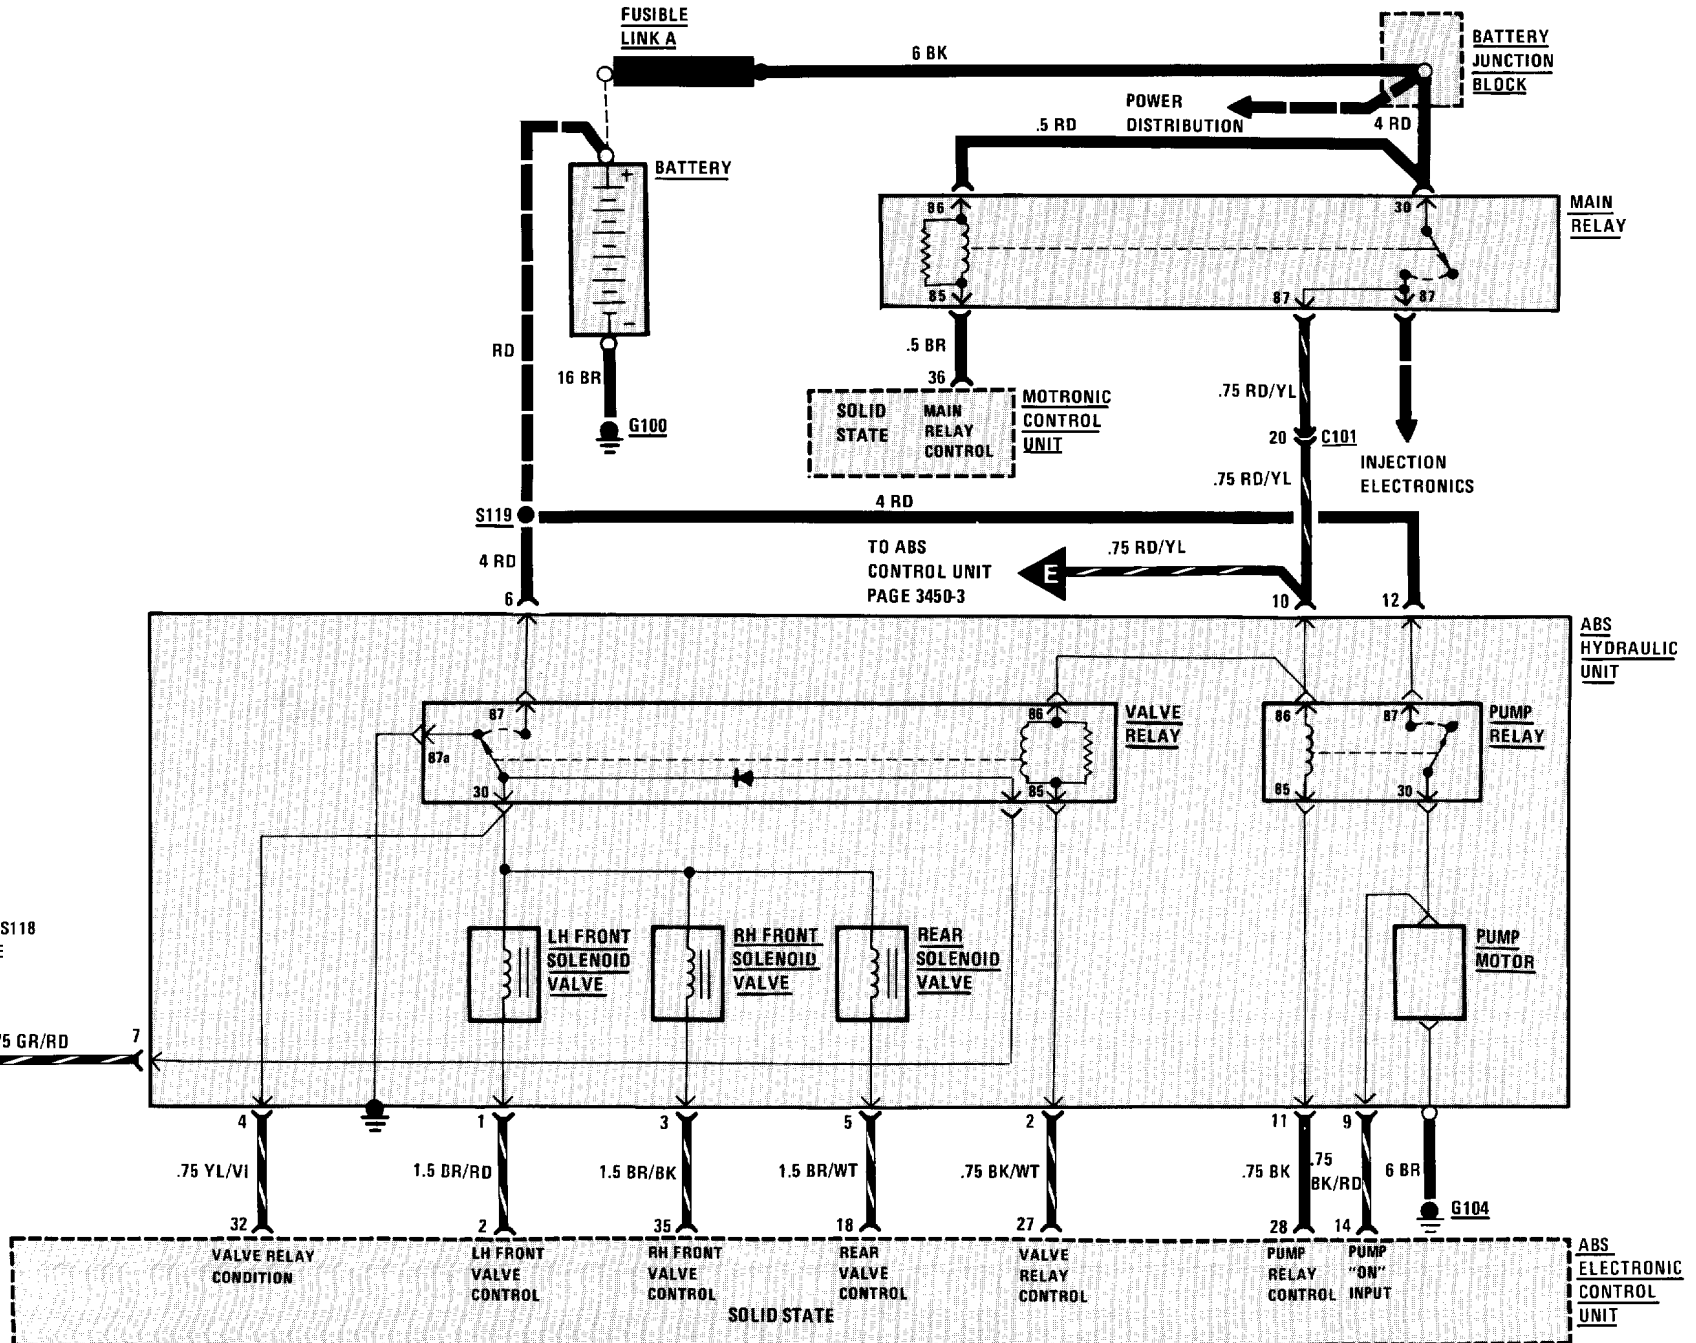 FUSIBLE
LINK A
6 BK
BATTERY
JUNCTION
BLOCK
POWER
DISTRIBUTION
4 RD
.5 RD
BATTERY
+
−
86
30
MAIN
RELAY
85
87
87
RD
16 BR
G100
.5 BR
36
SOLID
STATE
MAIN
RELAY
CONTROL
MOTRONIC
CONTROL
UNIT
.75 RD/YL
20
C101
.75 RD/YL
INJECTION
ELECTRONICS
S119
4 RD
4 RD
TO ABS
CONTROL UNIT
PAGE 3450-3
E
.75 RD/YL
6
10
12
ABS
HYDRAULIC
UNIT
87
87a
30
86
85
VALVE
RELAY
86
87
85
30
PUMP
RELAY
S118
E
LH FRONT
SOLENOID
VALVE
RH FRONT
SOLENOID
VALVE
REAR
SOLENOID
VALVE
PUMP
MOTOR
75 GR/RD
7
4
1
3
5
2
11
9
.75 YL/VI
1.5 BR/RD
1.5 BR/BK
1.5 BR/WT
.75 BK/WT
.75 BK
.75
BK/RD
6 BR
G104
32
2
35
18
27
28
14
VALVE RELAY
CONDITION
LH FRONT
VALVE
CONTROL
RH FRONT
VALVE
CONTROL
REAR
VALVE
CONTROL
VALVE
RELAY
CONTROL
PUMP
RELAY
CONTROL
PUMP
"ON"
INPUT
SOLID STATE
ABS
ELECTRONIC
CONTROL
UNIT